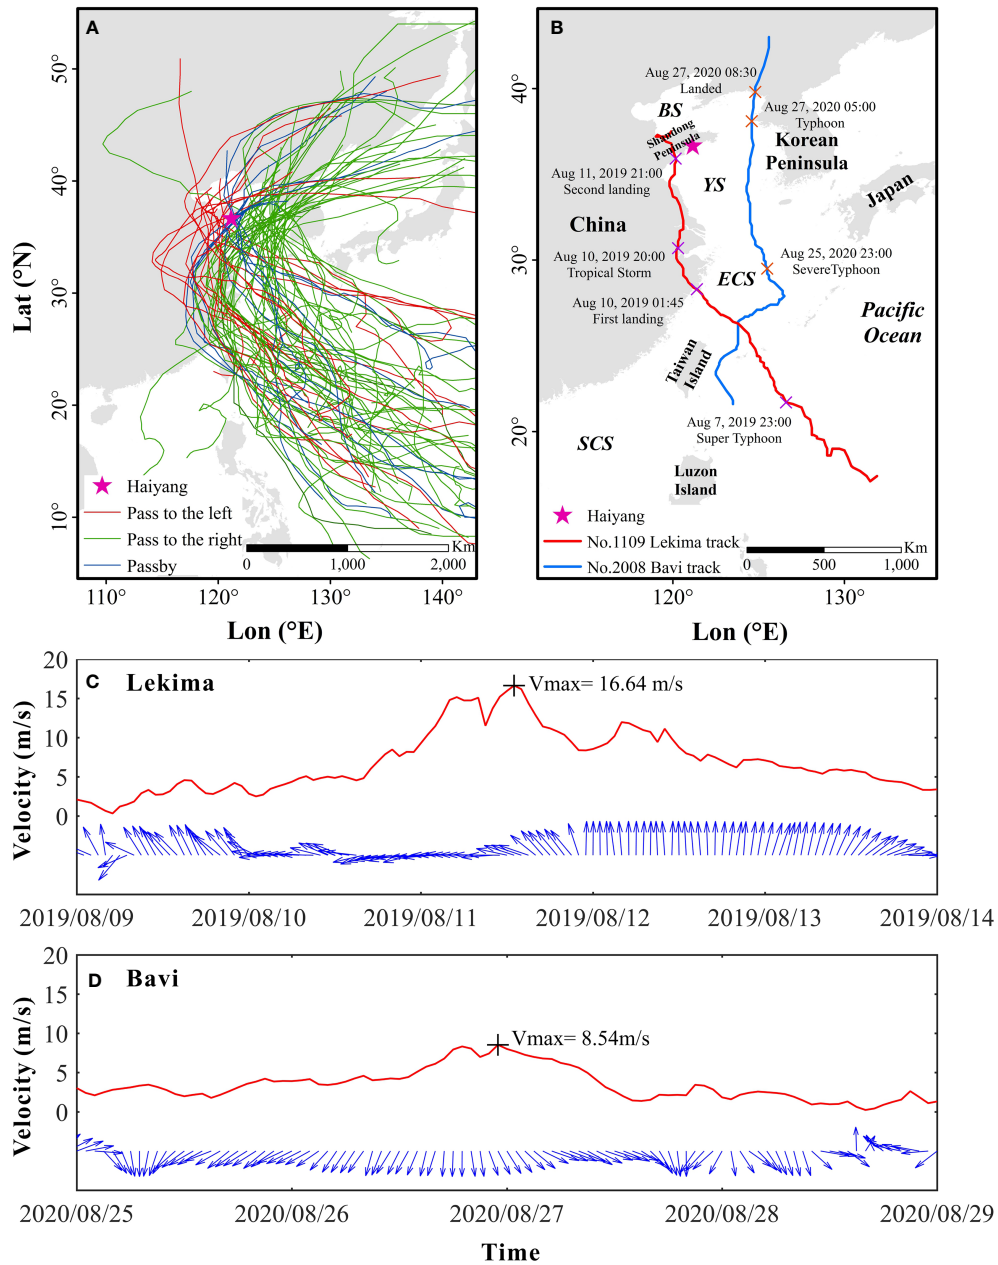 A
50°
40°
30°
20°
10°
Lat (°N)
Haiyang
Pass to the left
Pass to the right
Passby
Km
0
1,000
2,000
110°
120°
130°
140°
Lon (°E)
B
40°
30°
20°
Aug 27, 2020 08:30
Landed
BS
Aug 27, 2020 05:00
Typhoon
Shandong
Peninsula
Korean
Peninsula
Aug 11, 2019 21:00
Second landing
YS
Japan
China
Aug 10, 2019 20:00
Tropical Storm
Aug 25, 2020 23:00
SevereTyphoon
ECS
Aug 10, 2019 01:45
First landing
Pacific
Ocean
Taiwan
Island
Aug 7, 2019 23:00
Super Typhoon
SCS
Luzon
Island
Haiyang
No.1109 Lekima track
No.2008 Bavi track
Km
0
500
1,000
120°
130°
Lon (°E)
C Lekima
Vmax= 16.64 m/s
20
15
10
5
0
Velocity (m/s)
2019/08/09
2019/08/10
2019/08/11
2019/08/12
2019/08/13
2019/08/14
D Bavi
Vmax= 8.54m/s
20
15
10
5
0
Velocity (m/s)
2020/08/25
2020/08/26
2020/08/27
2020/08/28
2020/08/29
Time